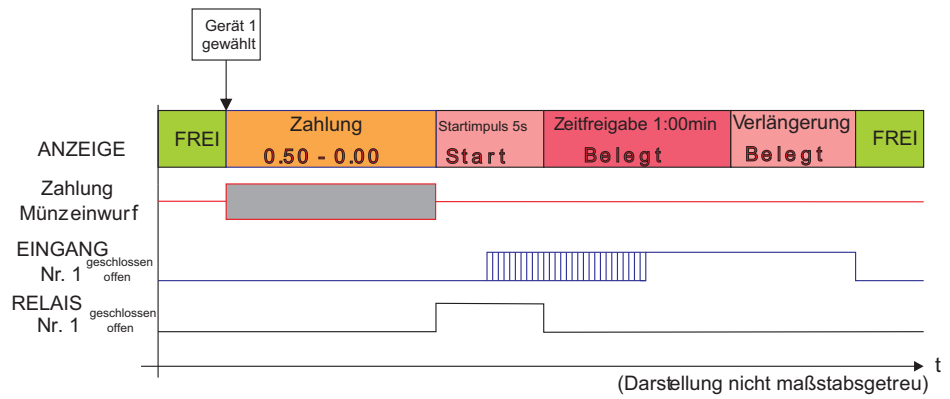 Gerät 1
gewählt
ANZEIGE
FREI
Zahlung
0.50 - 0.00
Startimpuls 5s
Start
Zeitfreigabe 1:00min
Belegt
Verlängerung
Belegt
FREI
Zahlung
Münzeinwurf
EINGANG
Nr. 1
geschlossen
offen
RELAIS
Nr. 1
geschlossen
offen
t
(Darstellung nicht maßstabsgetreu)